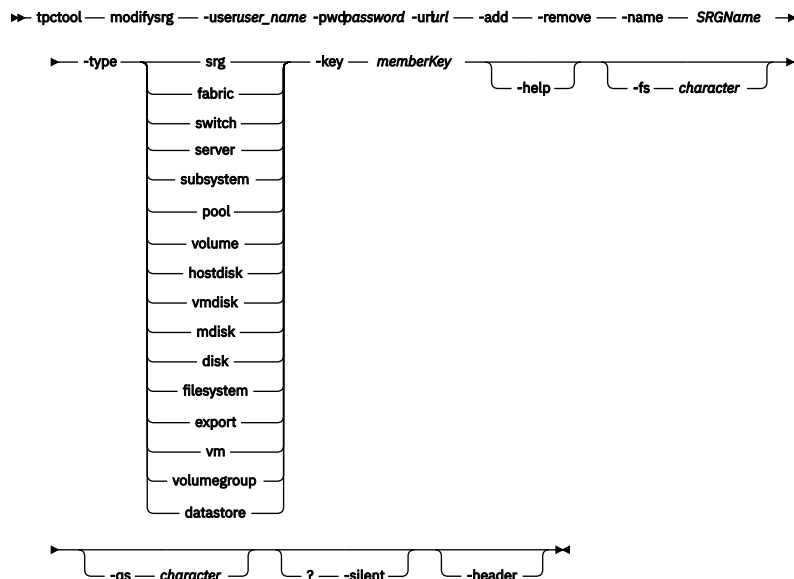 tpctool modifysrg -useruser_name -pwdpassword -urlurl -add -remove -name SRGName
-type srg -key memberKey
-help -fs character
fabric
switch
server
subsystem
pool
volume
hostdisk
vmdisk
mdisk
disk
filesystem
export
vm
volumegroup
datastore
-gs character ? -silent -header